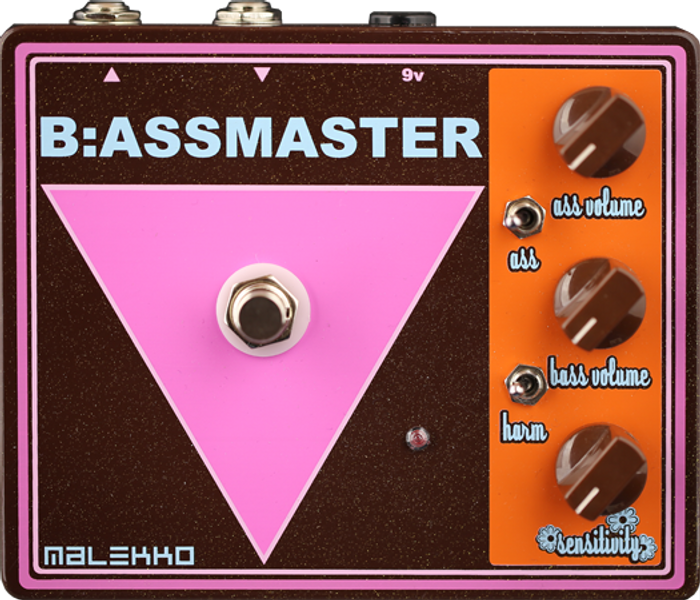 9v
B:ASSMASTER
ass volume
ass
bass volume
harm
sensitivity
malekko